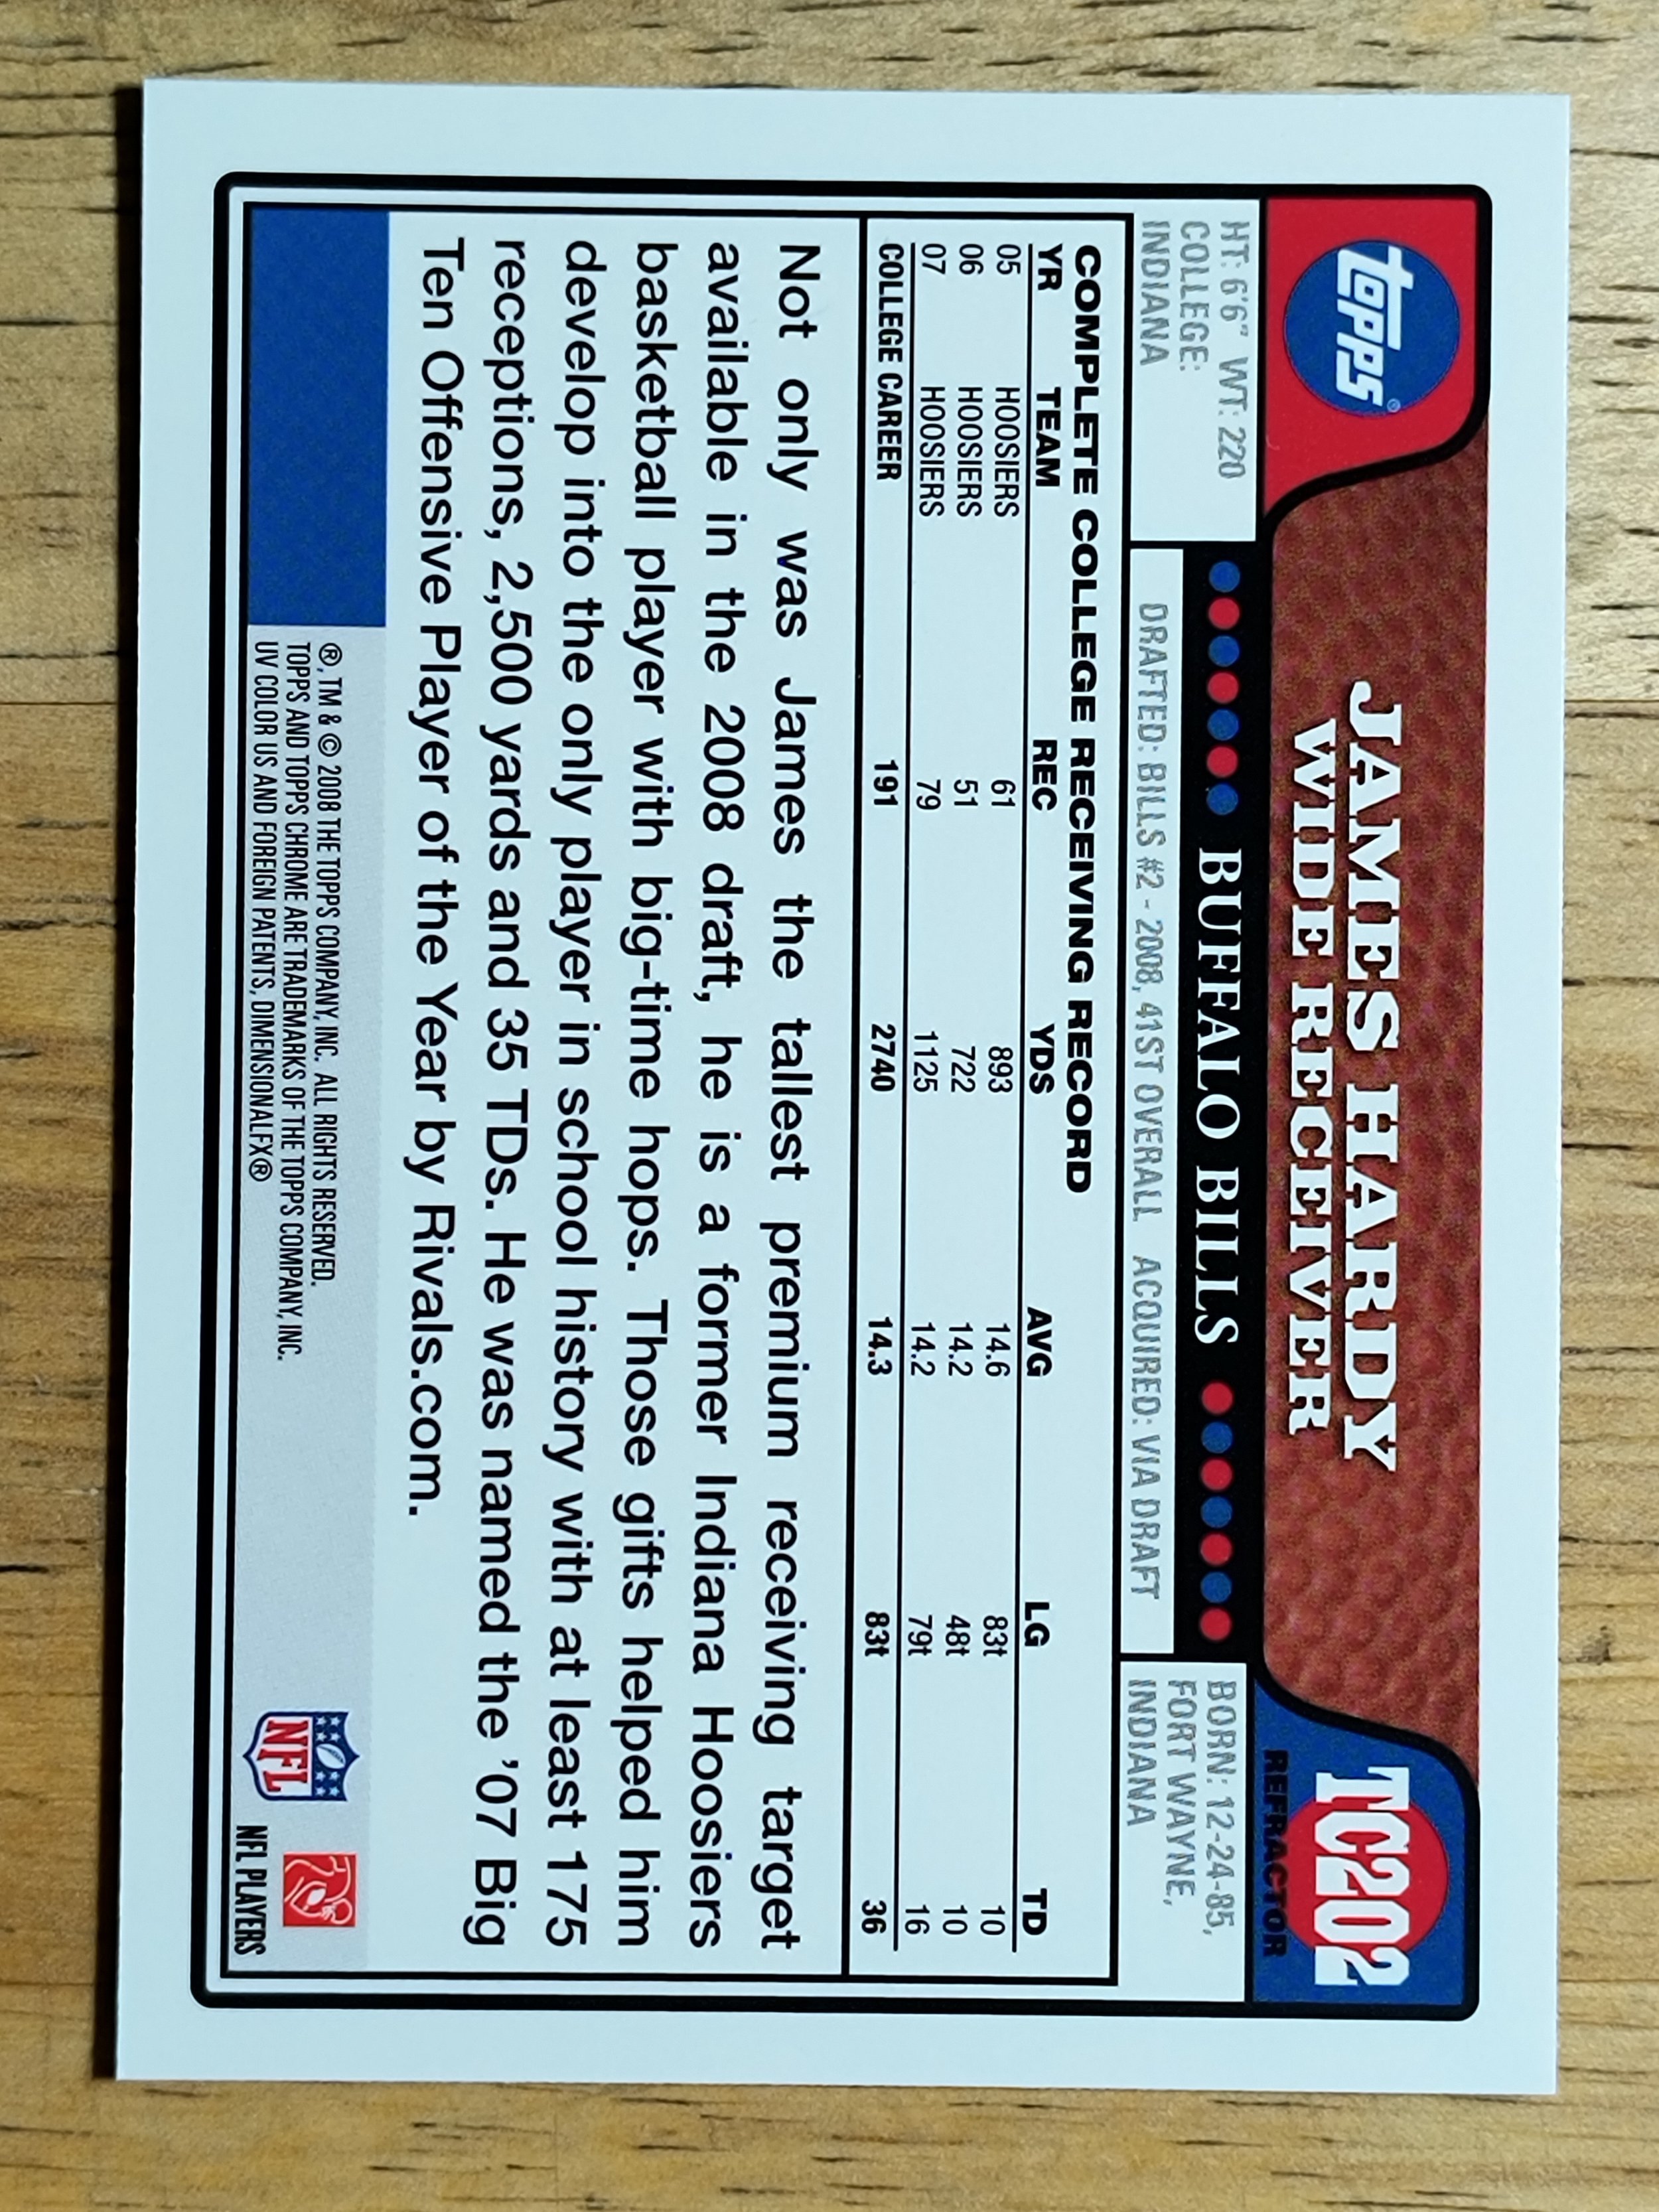 topps®
JAMES HARDY
WIDE RECEIVER
TC202
REFRACTOR
BUFFALO BILLS
HT: 6'6" WT: 220
COLLEGE:
INDIANA
DRAFTED: BILLS #2 - 2008, 41ST OVERALL ACQUIRED: VIA DRAFT
BORN: 12-24-85,
FORT WAYNE,
INDIANA
COMPLETE COLLEGE RECEIVING RECORD
YR TEAM REC YDS AVG LG TD
05 HOOSIERS 61 893 14.6 83t 10
06 HOOSIERS 51 722 14.2 48t 10
07 HOOSIERS 79 1125 14.2 79t 16
COLLEGE CAREER 191 2740 14.3 83t 36
Not only was James the tallest premium receiving target
available in the 2008 draft, he is a former Indiana Hoosiers
basketball player with big-time hops. Those gifts helped him
develop into the only player in school history with at least 175
receptions, 2,500 yards and 35 TDs. He was named the '07 Big
Ten Offensive Player of the Year by Rivals.com.
®, TM & © 2008 THE TOPPS COMPANY, INC. ALL RIGHTS RESERVED.
TOPPS AND TOPPS CHROME ARE TRADEMARKS OF THE TOPPS COMPANY, INC.
UV COLOR US AND FOREIGN PATENTS, DIMENSIONALFX®
NFL
NFL PLAYERS